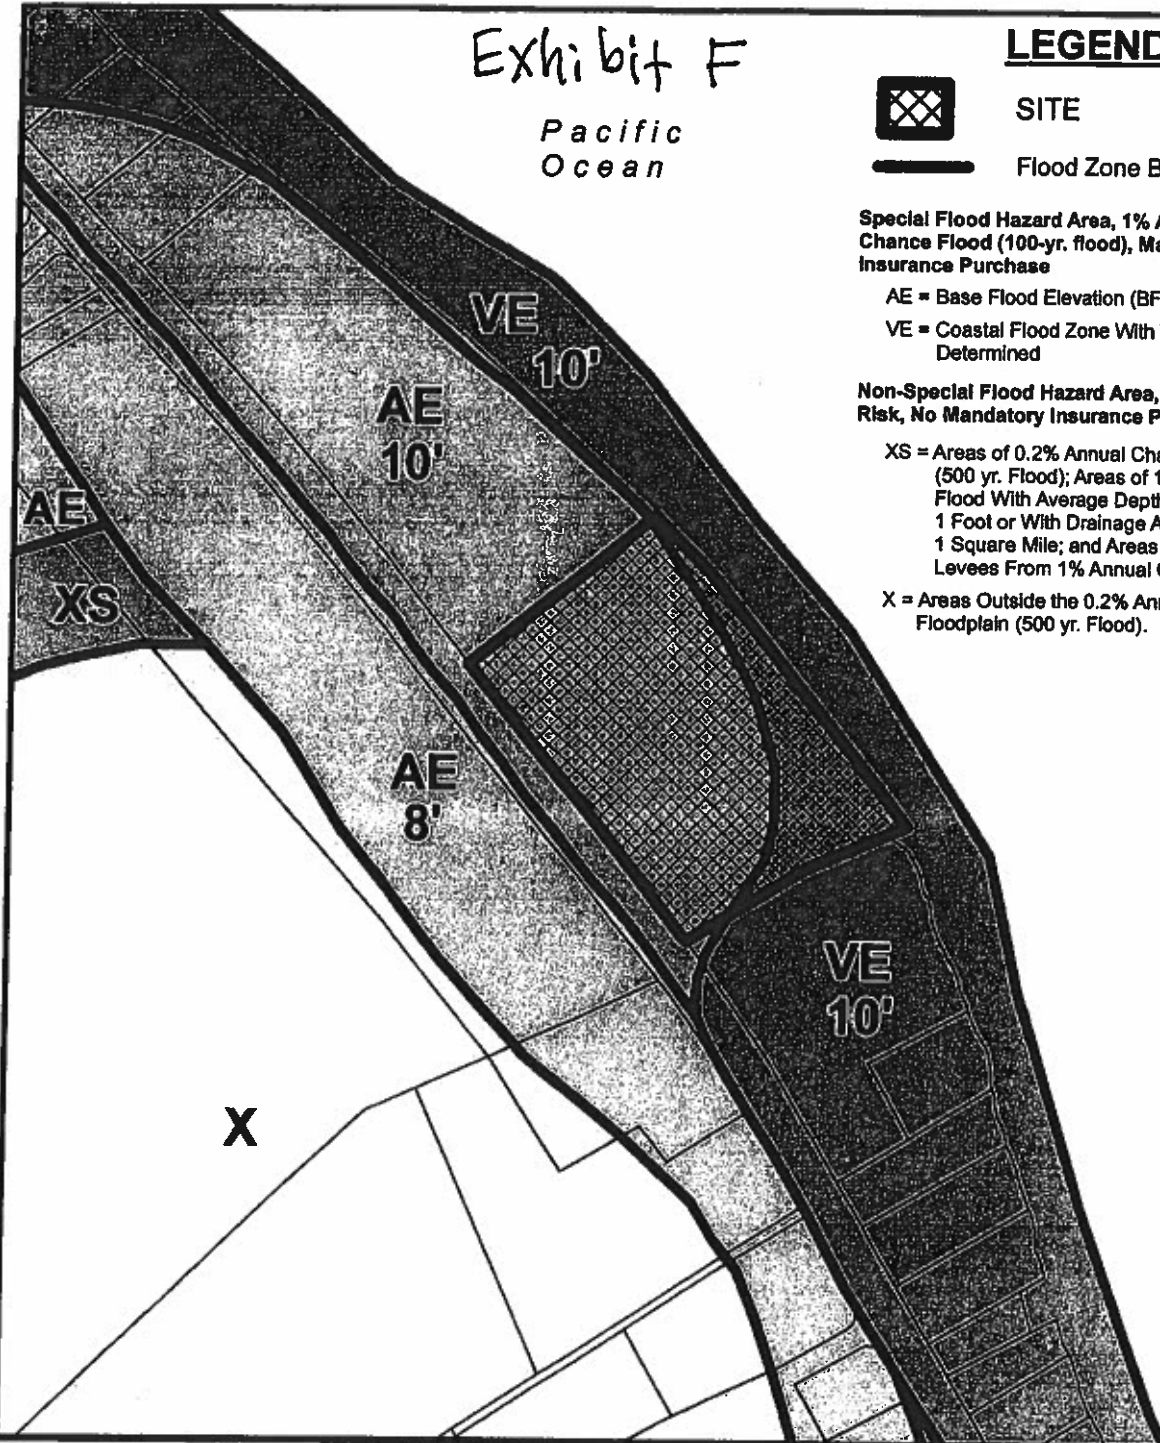 Exhibit F
Pacific
Ocean
LEGEND
SITE
Flood Zone B
Special Flood Hazard Area, 1% A
Chance Flood (100-yr. flood), Ma
Insurance Purchase
AE = Base Flood Elevation (BF
VE = Coastal Flood Zone With
Determined
Non-Special Flood Hazard Area,
Risk, No Mandatory Insurance P
XS = Areas of 0.2% Annual Cha
(500 yr. Flood); Areas of 1
Flood With Average Depth
1 Foot or With Drainage A
1 Square Mile; and Areas
Levees From 1% Annual
X = Areas Outside the 0.2% Ann
Floodplain (500 yr. Flood).
VE
10'
AE
10'
AE
XS
AE
8'
VE
10'
X